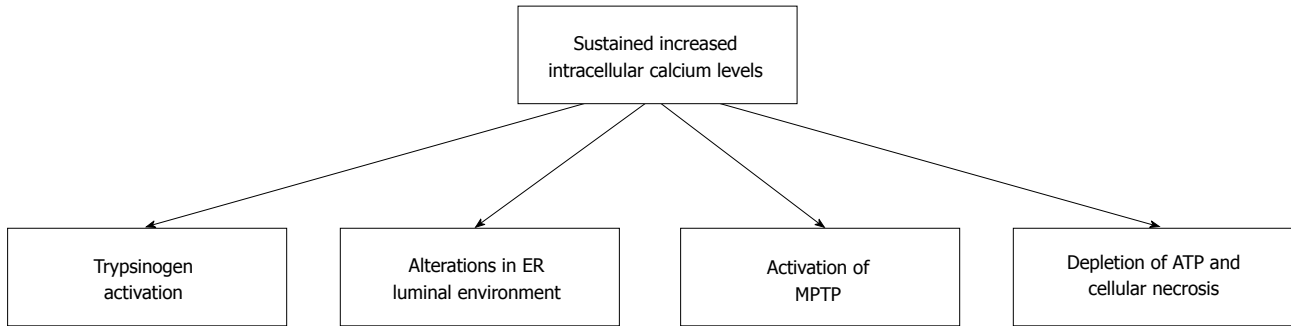 Sustained increased
intracellular calcium levels
Trypsinogen
activation
Alterations in ER
luminal environment
Activation of
MPTP
Depletion of ATP and
cellular necrosis